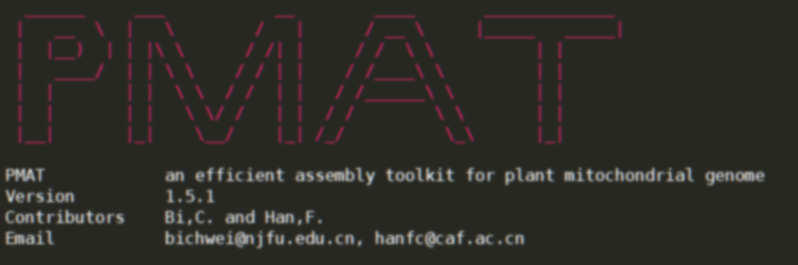 PMAT
PMAT an efficient assembly toolkit for plant mitochondrial genome
Version 1.5.1
Contributors Bi,C. and Han,F.
Email bichwei@njfu.edu.cn, hanfc@caf.ac.cn